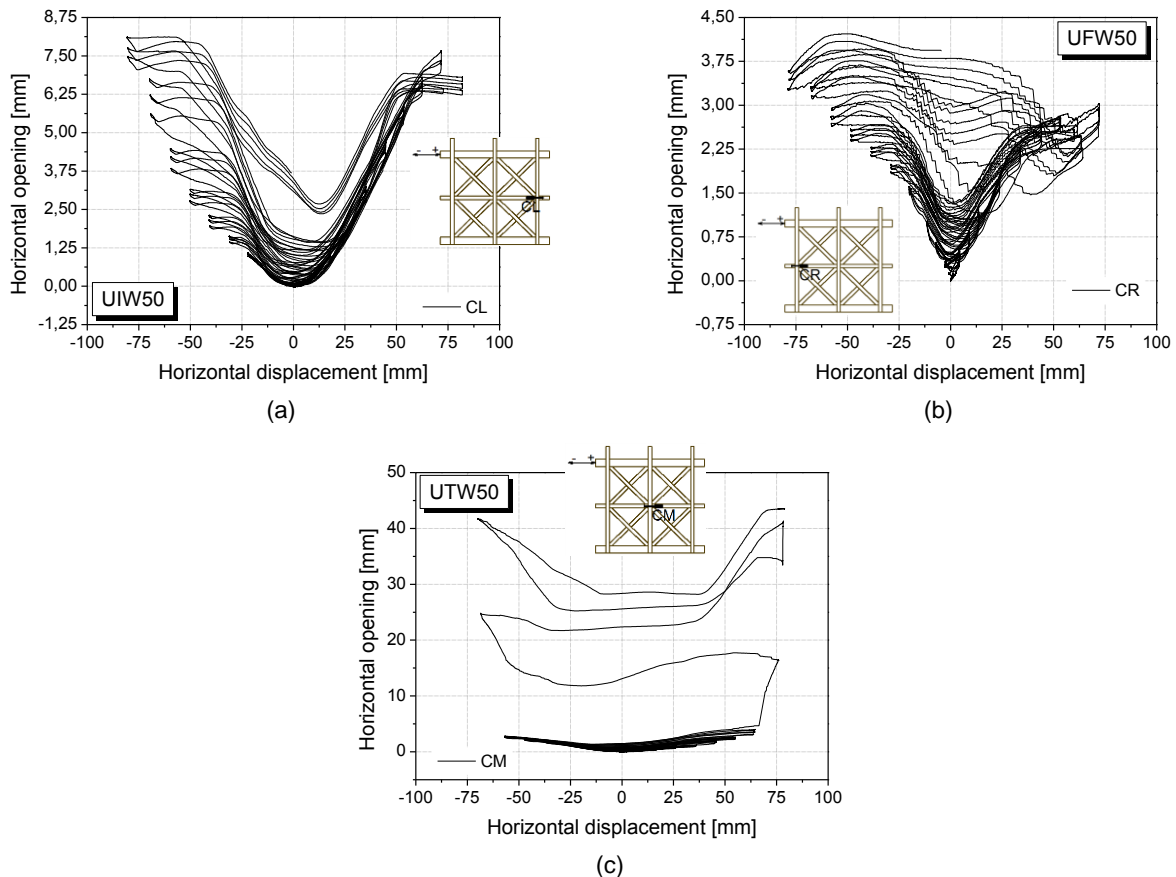 8,75
7,50
6,25
5,00
3,75
2,50
1,25
0,00
-1,25
Horizontal opening [mm]
- +
CL
UIW50
CL
-100 -75 -50 -25 0 25 50 75 100
Horizontal displacement [mm]
(a)
4,50
3,75
3,00
2,25
1,50
0,75
0,00
-0,75
Horizontal opening [mm]
UFW50
- +
CR
CR
-100 -75 -50 -25 0 25 50 75 100
Horizontal displacement [mm]
(b)
50
40
30
20
10
0
Horizontal opening [mm]
UTW50
- +
CM
CM
-100 -75 -50 -25 0 25 50 75 100
Horizontal displacement [mm]
(c)